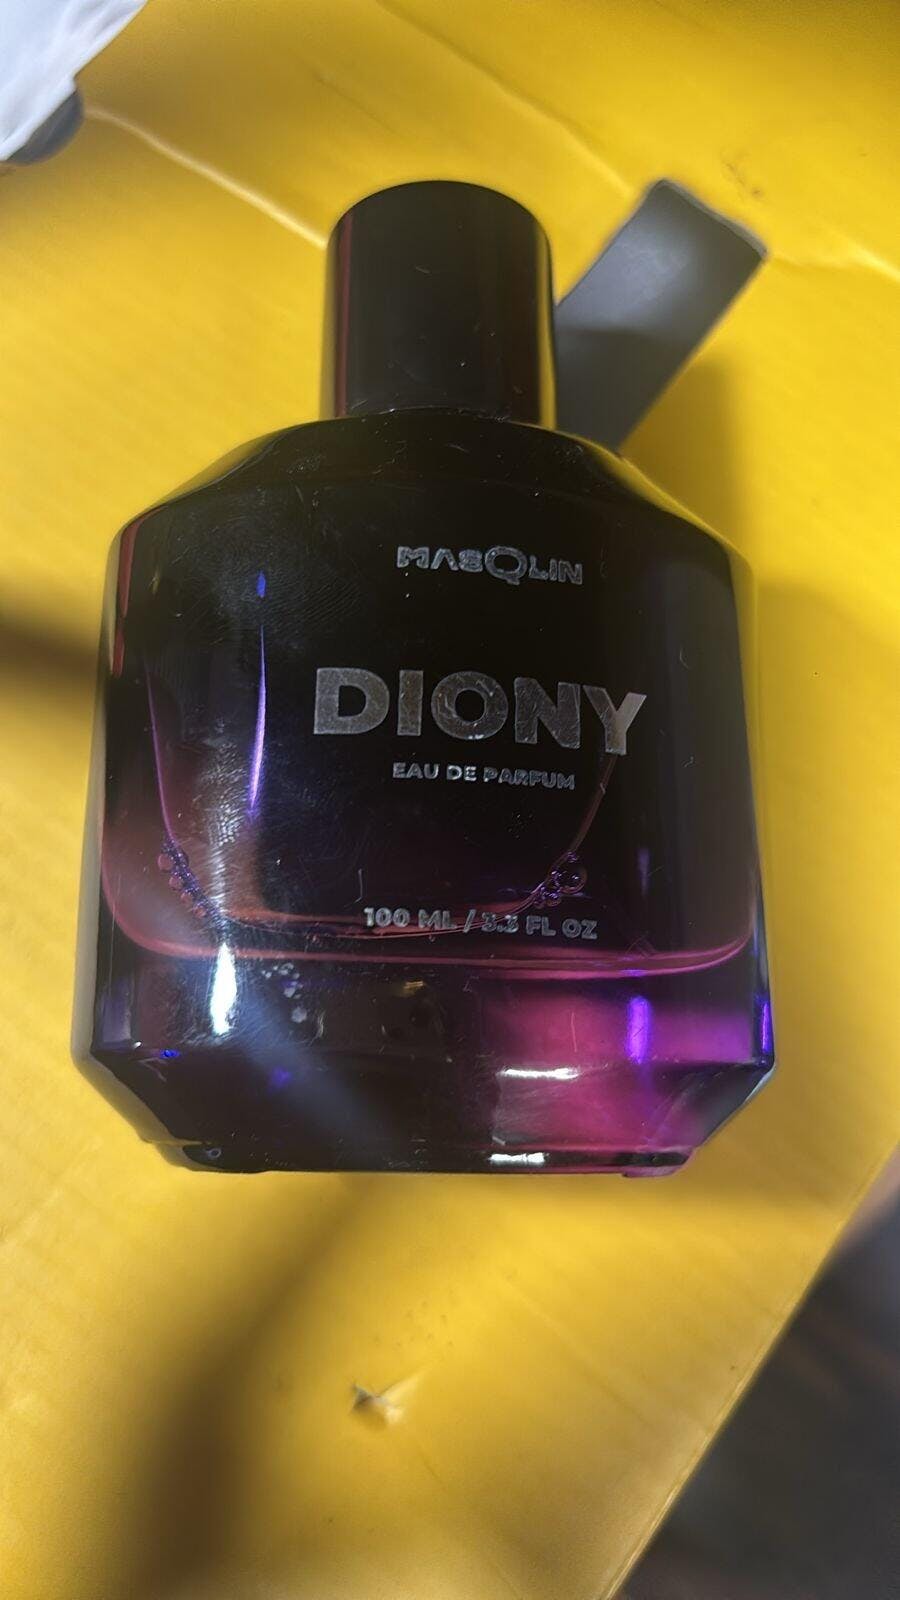 MASQLIN
DIONY
EAU DE PARFUM
100 ML / 3.3 FL OZ